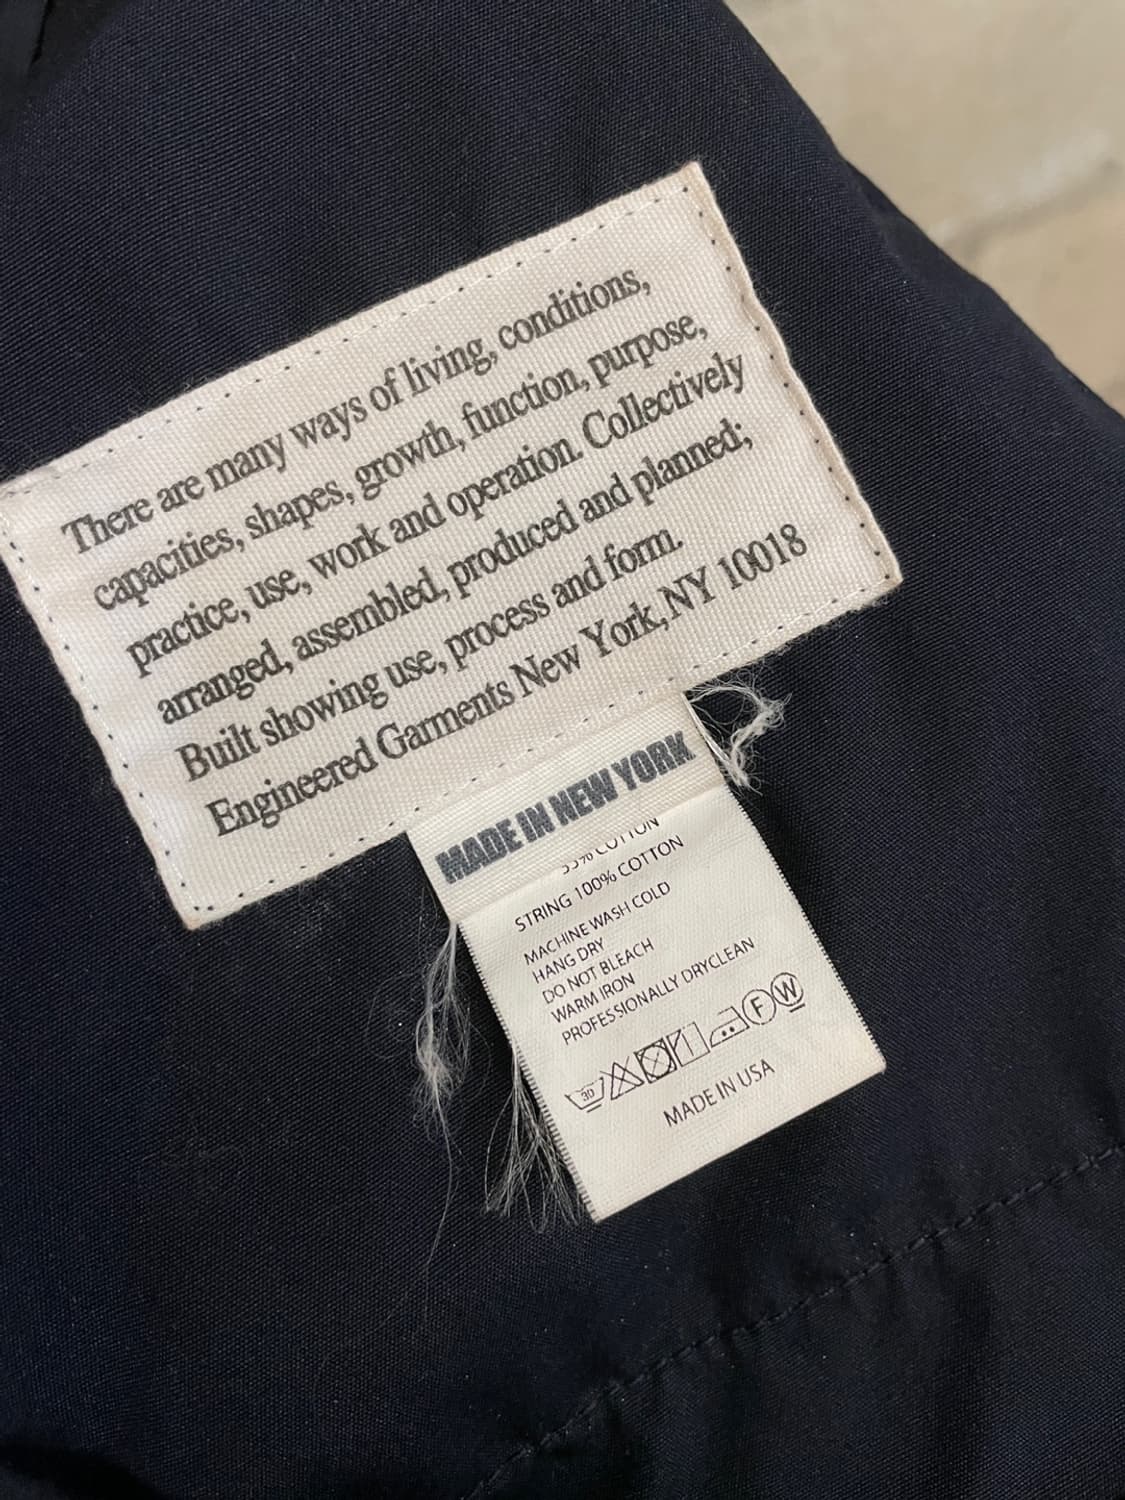 There are many ways of living, conditions,
capacities, shapes, growth, function, purpose,
practice, use, work and operation. Collectively
arranged, assembled, produced and planned;
Built showing use, process and form.
Engineered Garments New York, NY 10018
MADE IN NEW YORK
COTTON
STRING 100% COTTON
MACHINE WASH COLD
HANG DRY
DO NOT BLEACH
WARM IRON
PROFESSIONALLY DRYCLEAN
30 F W
MADE IN USA